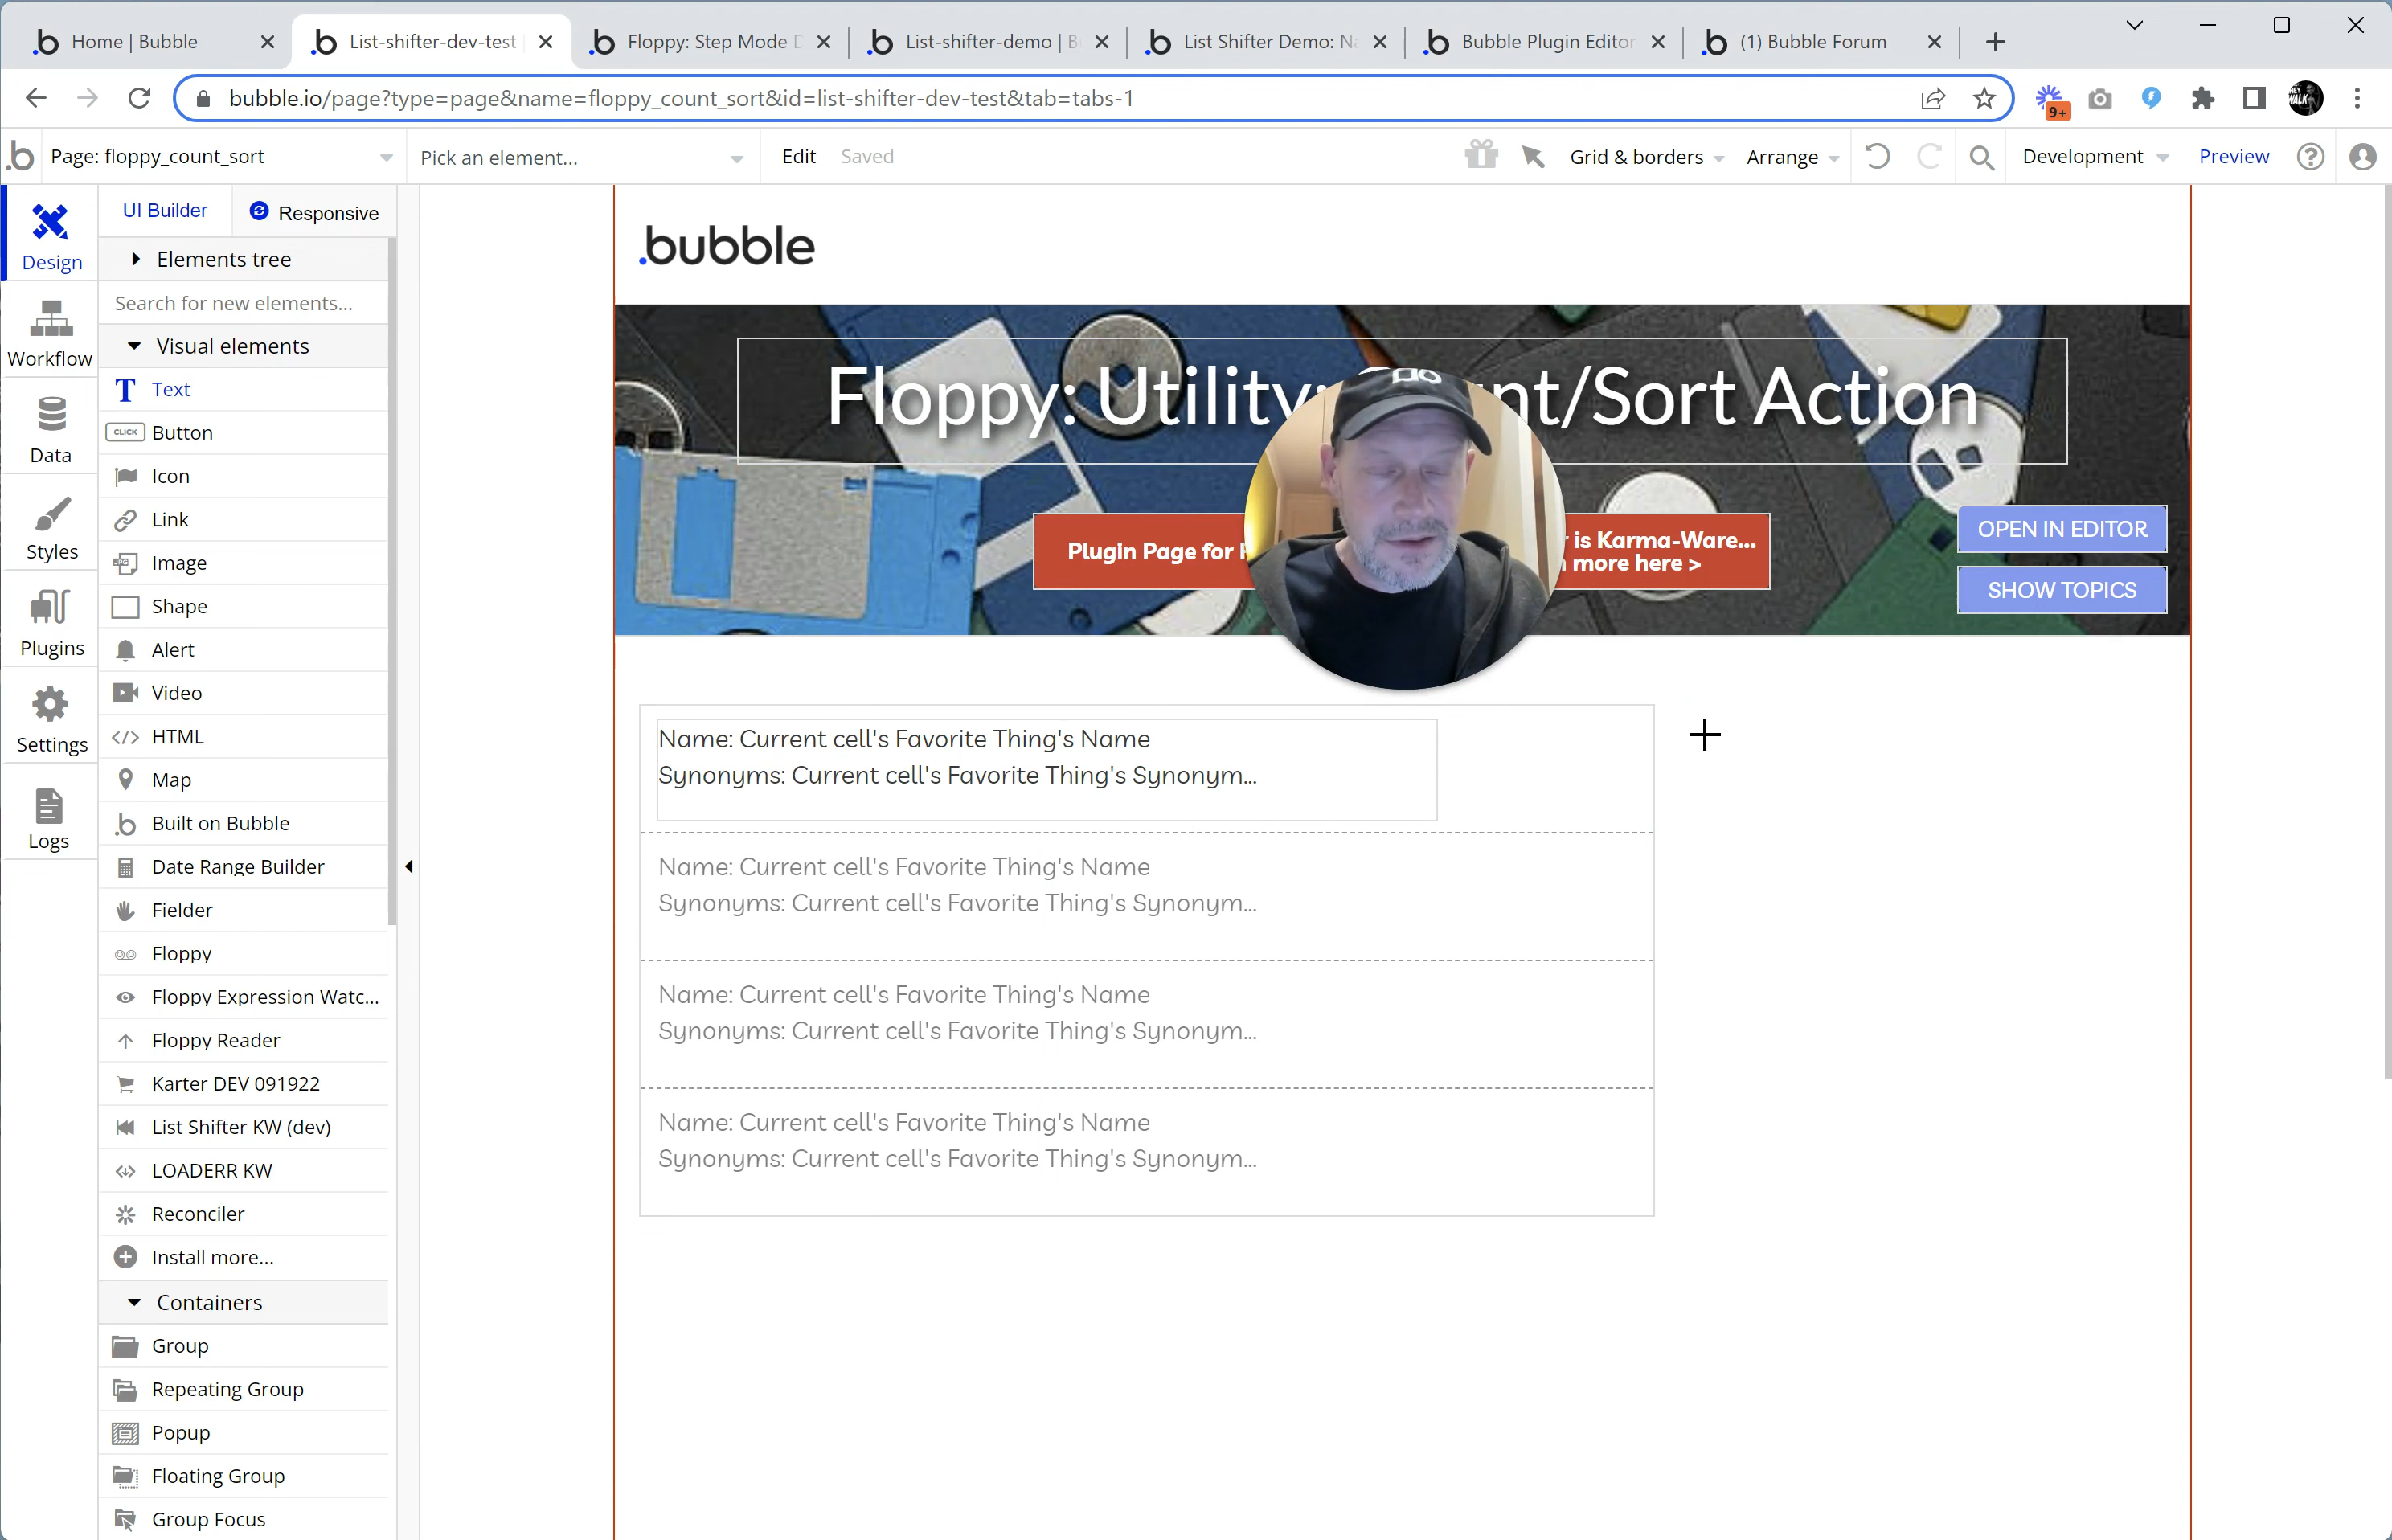 Home | Bubble
List-shifter-dev-test
Floppy: Step Mode D
List-shifter-demo | B
List Shifter Demo: Na
Bubble Plugin Editor
(1) Bubble Forum
bubble.io/page?type=page&name=floppy_count_sort&id=list-shifter-dev-test&tab=tabs-1
9+
Page: floppy_count_sort
Pick an element...
Edit
Saved
Grid & borders
Arrange
Development
Preview
Design
Workflow
Data
Styles
Plugins
Settings
Logs
UI Builder
Responsive
Elements tree
Search for new elements...
Visual elements
Text
CLICK Button
Icon
Link
Image
Shape
Alert
Video
HTML
Map
Built on Bubble
Date Range Builder
Fielder
Floppy
Floppy Expression Watc...
Floppy Reader
Karter DEV 091922
List Shifter KW (dev)
LOADERR KW
Reconciler
Install more...
Containers
Group
Repeating Group
Popup
Floating Group
Group Focus
.bubble
Floppy: Utility: nt/Sort Action
Plugin Page for
is Karma-Ware...
more here >
OPEN IN EDITOR
SHOW TOPICS
Name: Current cell's Favorite Thing's Name
Synonyms: Current cell's Favorite Thing's Synonym...
Name: Current cell's Favorite Thing's Name
Synonyms: Current cell's Favorite Thing's Synonym...
Name: Current cell's Favorite Thing's Name
Synonyms: Current cell's Favorite Thing's Synonym...
Name: Current cell's Favorite Thing's Name
Synonyms: Current cell's Favorite Thing's Synonym...